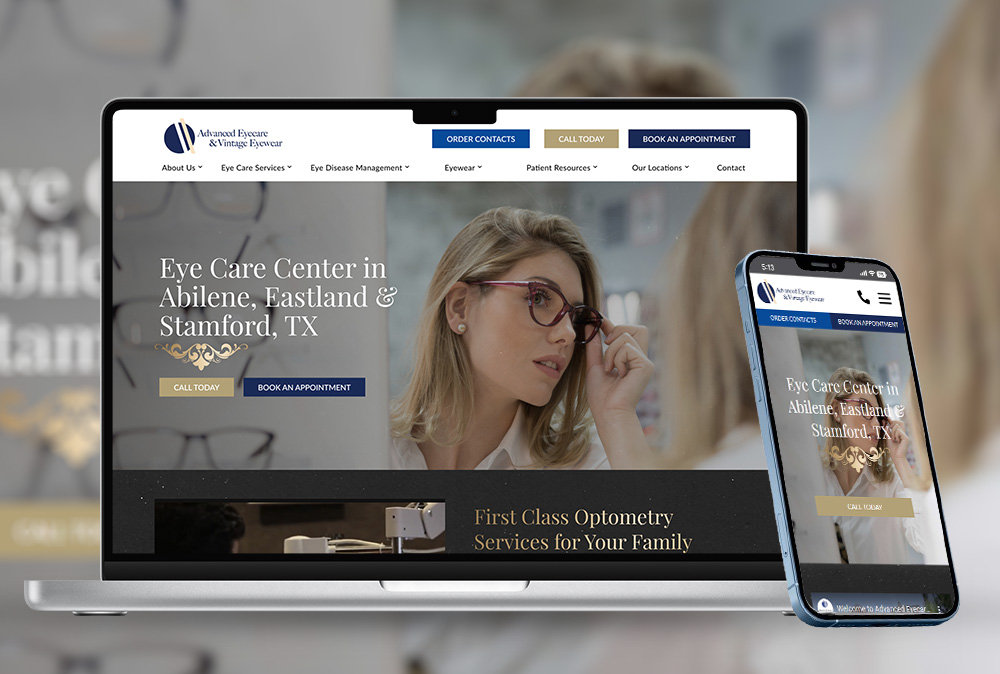 Advanced Eyecare
& Vintage Eyewear
ORDER CONTACTS
CALL TODAY
BOOK AN APPOINTMENT
About Us
Eye Care Services
Eye Disease Management
Eyewear
Patient Resources
Our Locations
Contact
Eye Care Center in
Abilene, Eastland &
Stamford, TX
CALL TODAY
BOOK AN APPOINTMENT
First Class Optometry
Services for Your Family
5:13
Advanced Eyecare
& Vintage Eyewear
ORDER CONTACTS
BOOK AN APPOINTMENT
Eye Care Center in
Abilene, Eastland &
Stamford, TX
CALL TODAY
Welcome to Advanced Eyecar...